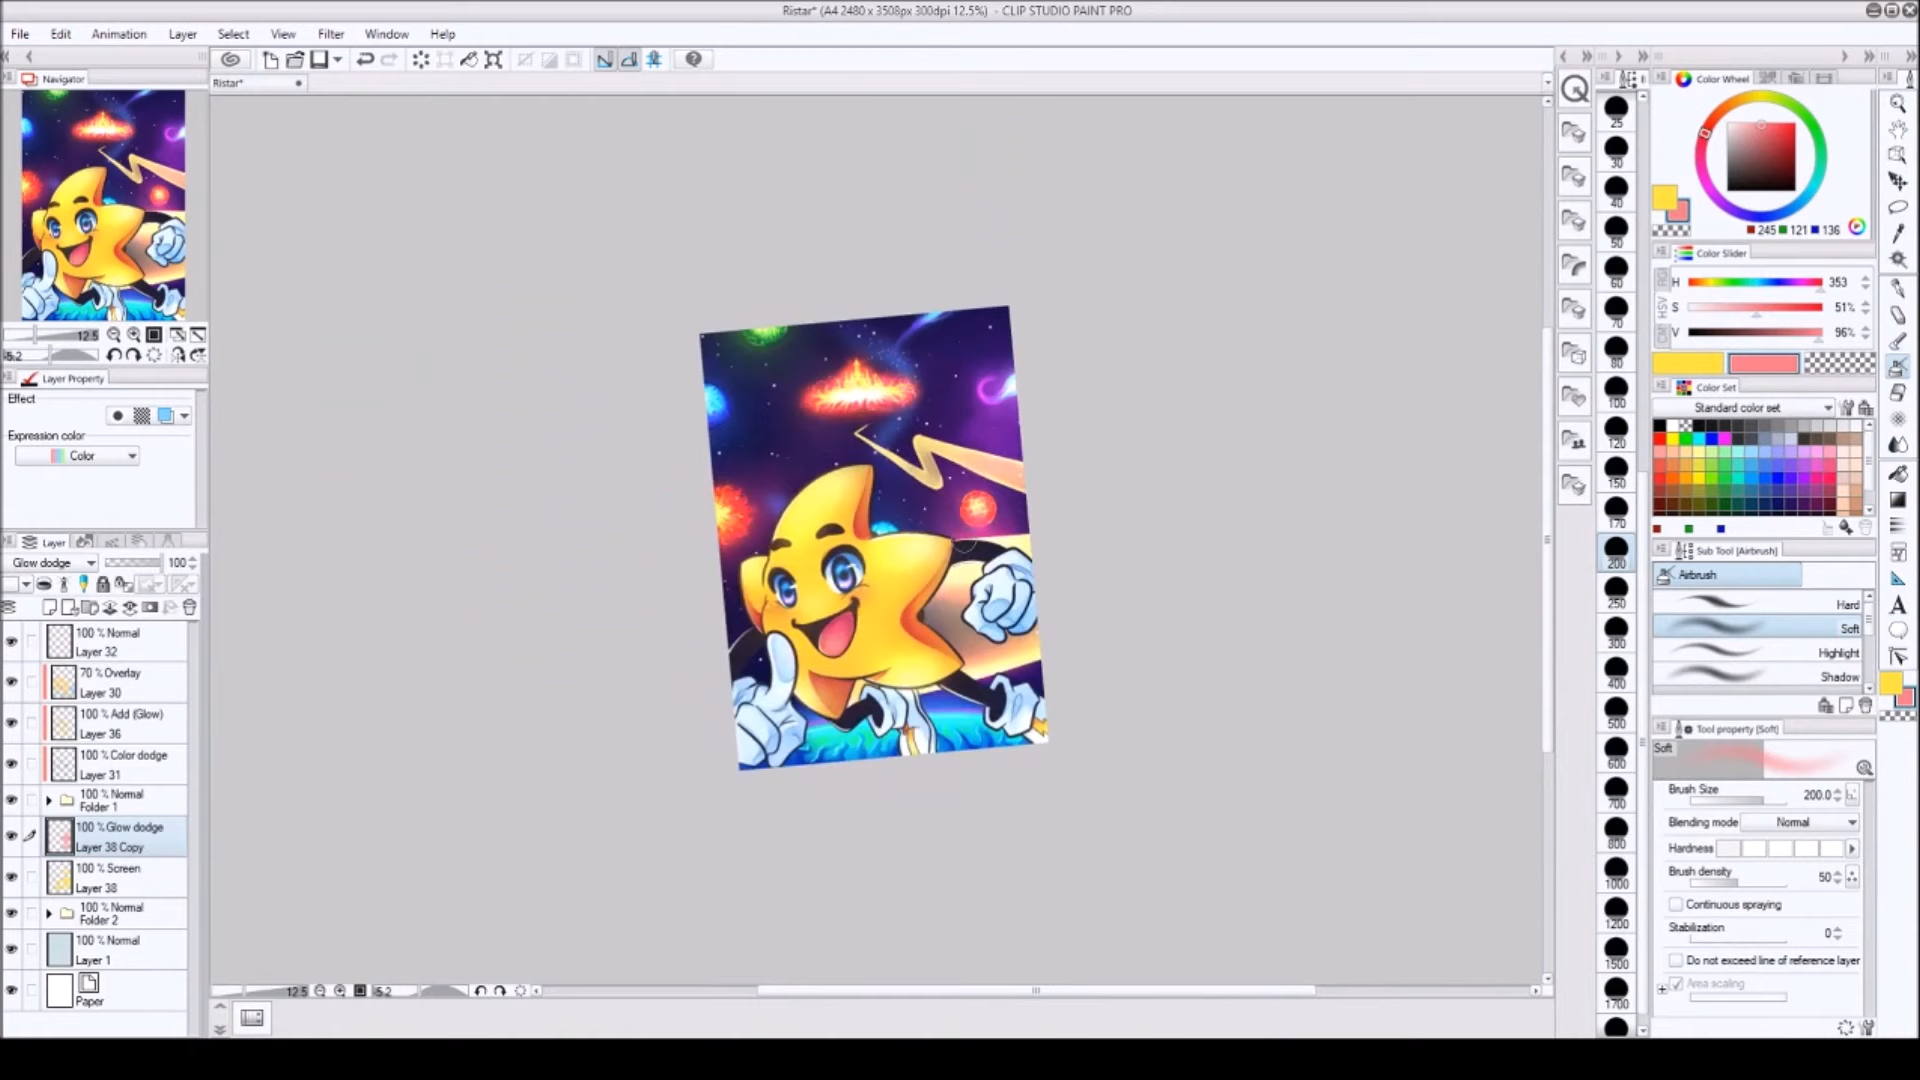 Ristar* (A4 2480 x 3508px 300dpi 12.5%) - CLIP STUDIO PAINT PRO
File Edit Animation Layer Select View Filter Window Help
Navigator
Ristar*
12.5
-5.2
Layer Property
Effect
Expression color
Color
Layer
Glow dodge 100
100 % Normal
Layer 32
70 % Overlay
Layer 30
100 % Add (Glow)
Layer 36
100 % Color dodge
Layer 31
100 % Normal
Folder 1
100 % Glow dodge
Layer 38 Copy
100 % Screen
Layer 38
100 % Normal
Folder 2
100 % Normal
Layer 1
Paper
12.5 -5.2
25
30
40
50
60
70
80
100
120
150
170
200
250
300
400
500
600
700
800
1000
1200
1500
1700
Color Wheel
245 121 136
Color Slider
H 353
S 51%
V 96%
Color Set
Standard color set
Sub Tool [Airbrush]
Airbrush
Hard
Soft
Highlight
Shadow
Tool property [Soft]
Soft
Brush Size 200.0
Blending mode Normal
Hardness
Brush density 50
Continuous spraying
Stabilization 0
Do not exceed line of reference layer
Area scaling